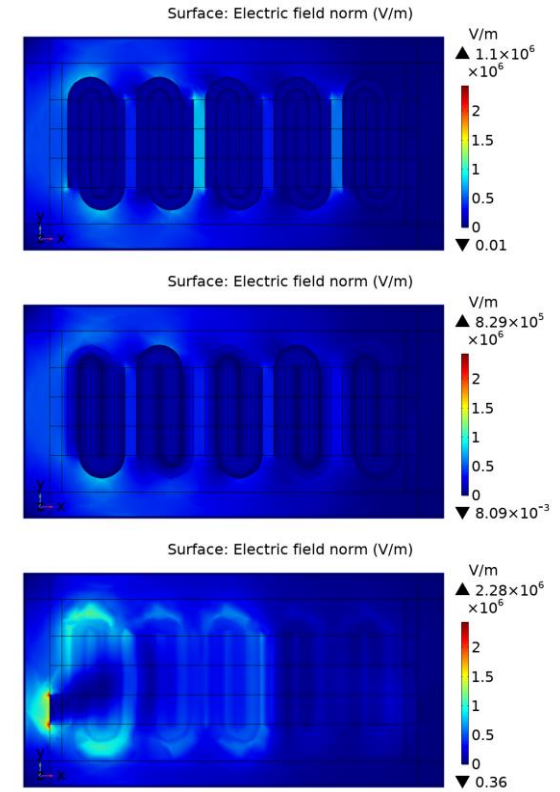 Surface: Electric field norm (V/m)
V/m
▲ 1.1×10⁶
×10⁶
2
1.5
1
0.5
0
▼ 0.01
y
x
Surface: Electric field norm (V/m)
V/m
▲ 8.29×10⁵
×10⁶
2
1.5
1
0.5
0
▼ 8.09×10⁻³
y
x
Surface: Electric field norm (V/m)
V/m
▲ 2.28×10⁶
×10⁶
2
1.5
1
0.5
0
▼ 0.36
y
x